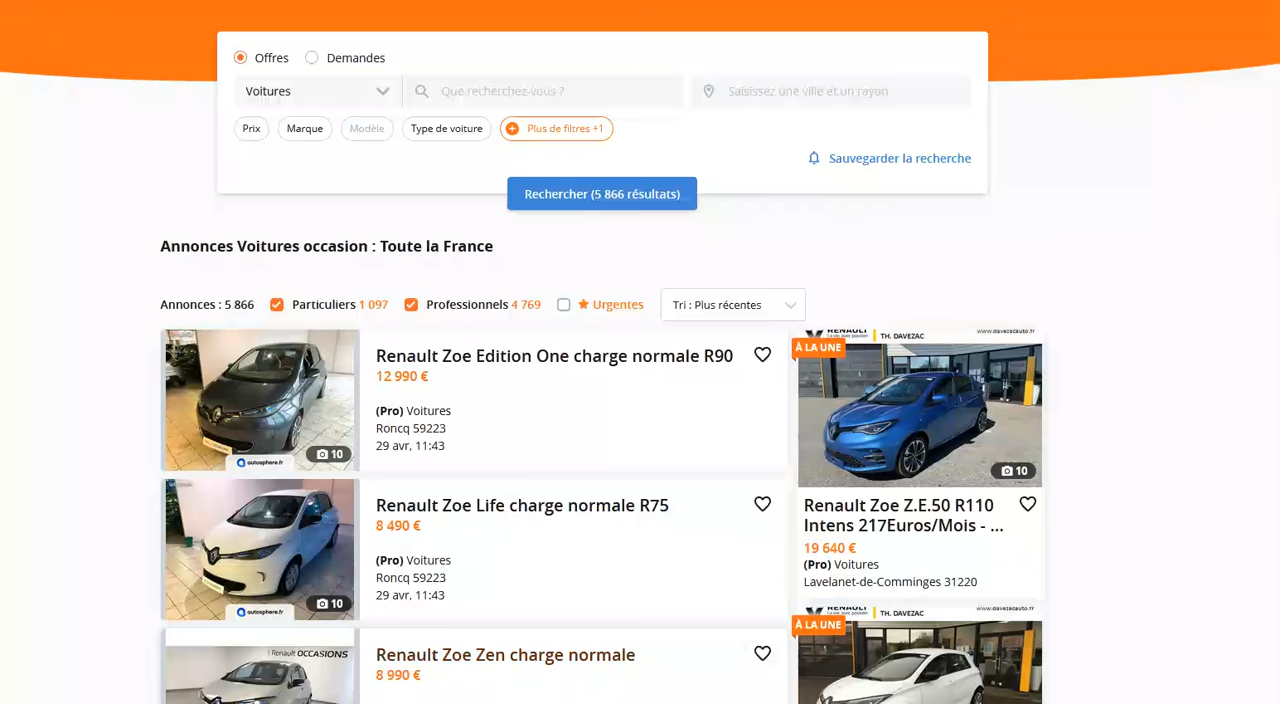 Offres Demandes
Voitures Que recherchez-vous ? Saisissez une ville et un rayon
Prix Marque Modèle Type de voiture Plus de filtres +1
Sauvegarder la recherche
Rechercher (5 866 résultats)
Annonces Voitures occasion : Toute la France
Annonces : 5 866 Particuliers 1 097 Professionnels 4 769 Urgentes Tri : Plus récentes
Renault Zoe Edition One charge normale R90
12 990 €
(Pro) Voitures
Roncq 59223
29 avr, 11:43
10
autosphere.fr
Renault Zoe Life charge normale R75
8 490 €
(Pro) Voitures
Roncq 59223
29 avr, 11:43
10
autosphere.fr
Renault OCCASIONS
Renault Zoe Zen charge normale
8 990 €
RENAULT TH. DAVEZAC www.davezacauto.fr
À LA UNE
10
Renault Zoe Z.E.50 R110
Intens 217Euros/Mois - ...
19 640 €
(Pro) Voitures
Lavelanet-de-Comminges 31220
RENAULT TH. DAVEZAC www.davezacauto.fr
À LA UNE